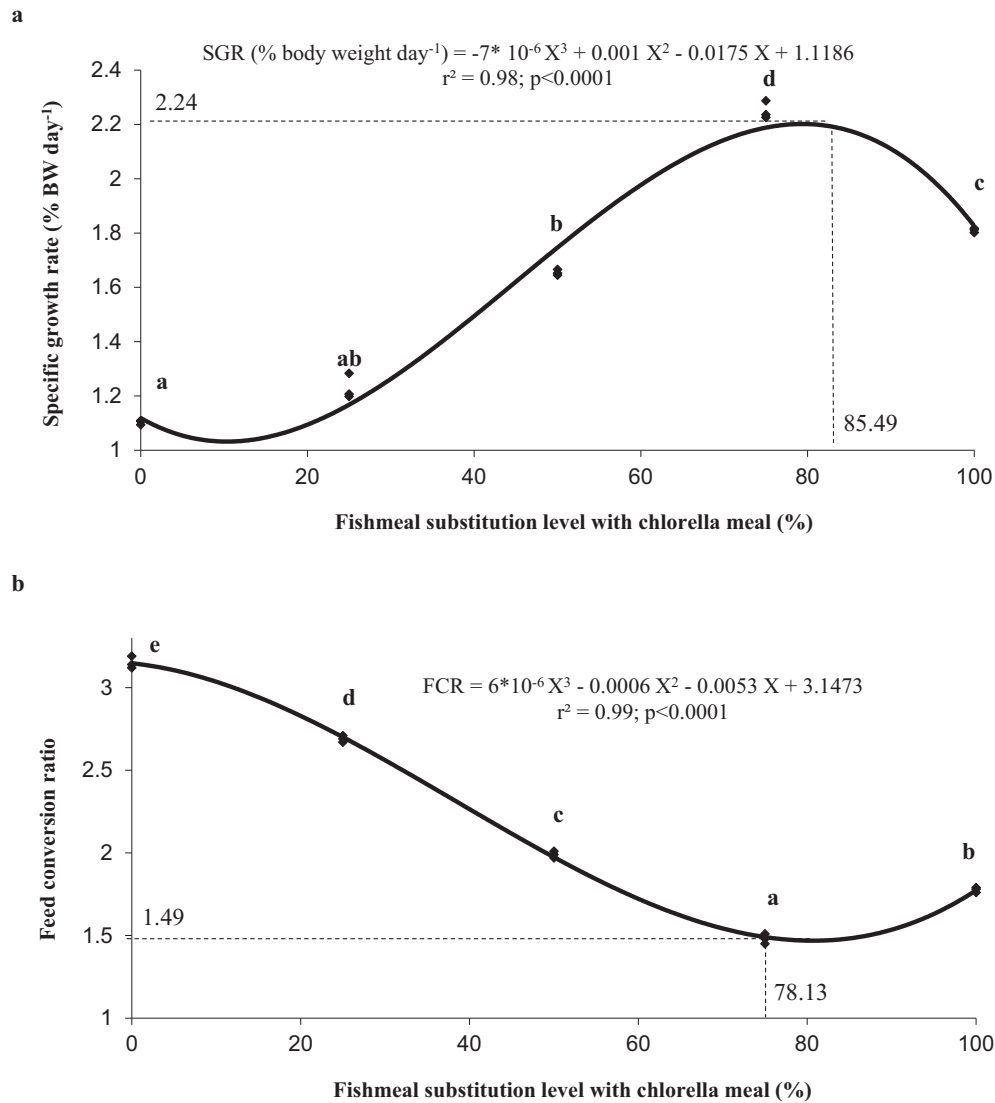 a
SGR (% body weight day⁻¹) = -7* 10⁻⁶ X³ + 0.001 X² - 0.0175 X + 1.1186
r² = 0.98; p<0.0001
2.4
2.2
2
1.8
1.6
1.4
1.2
1
Specific growth rate (% BW day⁻¹)
2.24
a
ab
b
d
c
85.49
0 20 40 60 80 100
Fishmeal substitution level with chlorella meal (%)
b
FCR = 6*10⁻⁶ X³ - 0.0006 X² - 0.0053 X + 3.1473
r² = 0.99; p<0.0001
3
2.5
2
1.5
1
Feed conversion ratio
e
d
c
a
b
1.49
78.13
0 20 40 60 80 100
Fishmeal substitution level with chlorella meal (%)